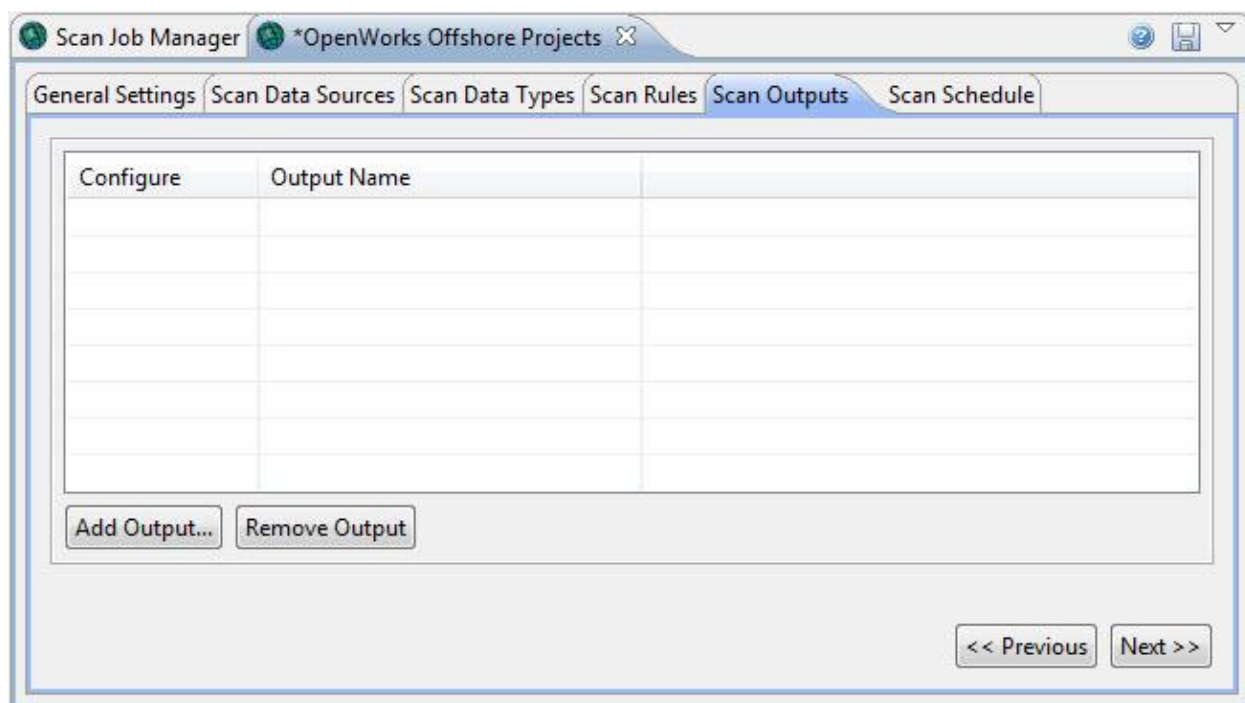 Scan Job Manager *OpenWorks Offshore Projects
General Settings Scan Data Sources Scan Data Types Scan Rules Scan Outputs Scan Schedule
Configure Output Name
Add Output... Remove Output
<< Previous Next >>